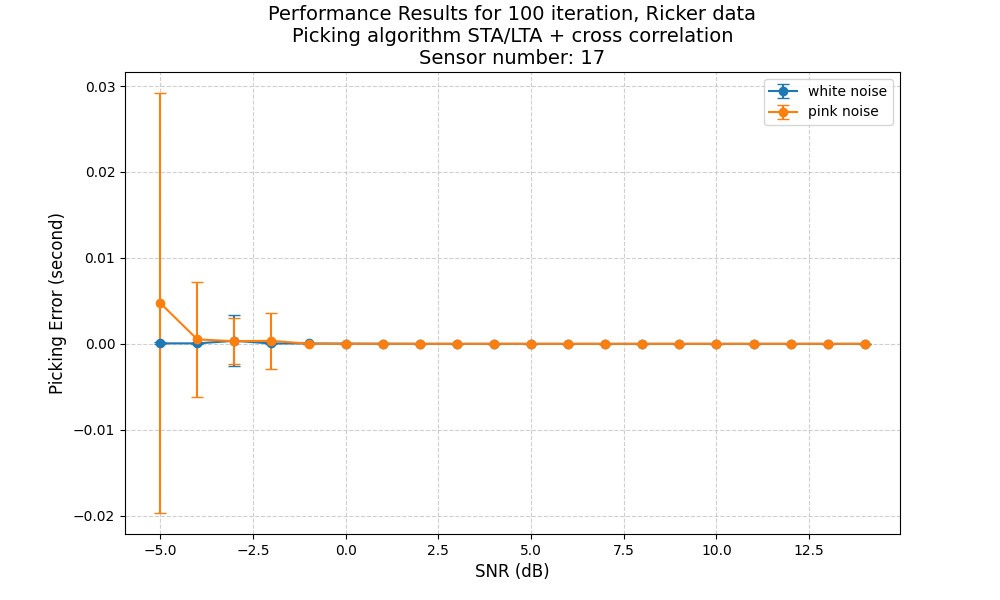 Performance Results for 100 iteration, Ricker data
Picking algorithm STA/LTA + cross correlation
Sensor number: 17
white noise
pink noise
0.03
0.02
0.01
0.00
−0.01
−0.02
Picking Error (second)
−5.0
−2.5
0.0
2.5
5.0
7.5
10.0
12.5
SNR (dB)